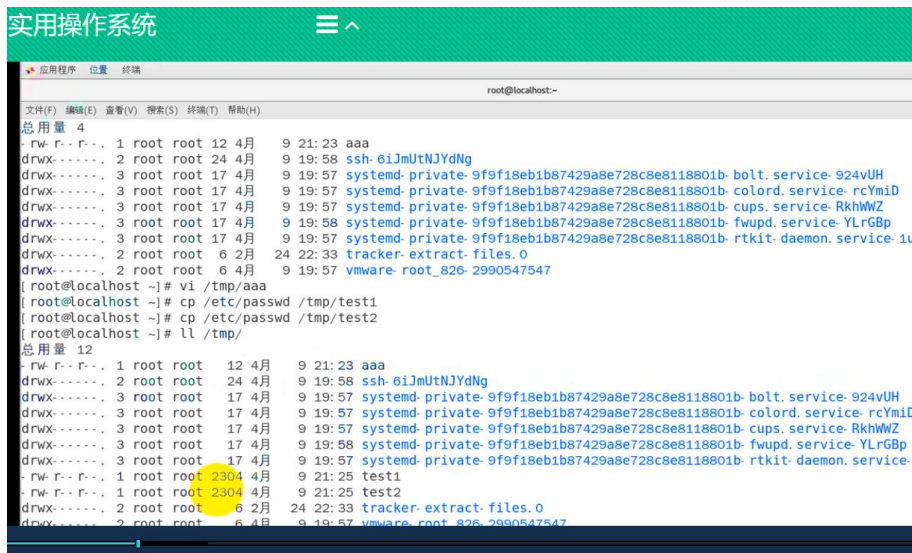 实用操作系统
应用程序 位置 终端
root@localhost:~
文件(F) 编辑(E) 查看(V) 搜索(S) 终端(T) 帮助(H)
总用量 4
-rw-r--r--. 1 root root 12 4月 9 21:23 aaa
drwx------. 2 root root 24 4月 9 19:58 ssh-6iJmUtNJYdNg
drwx------. 3 root root 17 4月 9 19:57 systemd-private-9f9f18eb1b87429a8e728c8e8118801b-bolt.service-924vUH
drwx------. 3 root root 17 4月 9 19:57 systemd-private-9f9f18eb1b87429a8e728c8e8118801b-colord.service-rcYmiD
drwx------. 3 root root 17 4月 9 19:57 systemd-private-9f9f18eb1b87429a8e728c8e8118801b-cups.service-RkhWWZ
drwx------. 3 root root 17 4月 9 19:58 systemd-private-9f9f18eb1b87429a8e728c8e8118801b-fwupd.service-YLrGBp
drwx------. 3 root root 17 4月 9 19:57 systemd-private-9f9f18eb1b87429a8e728c8e8118801b-rtkit-daemon.service-1u
drwx------. 2 root root 6 2月 24 22:33 tracker-extract-files.0
drwx------. 2 root root 6 4月 9 19:57 vmware-root_826-2990547547
[root@localhost ~]# vi /tmp/aaa
[root@localhost ~]# cp /etc/passwd /tmp/test1
[root@localhost ~]# cp /etc/passwd /tmp/test2
[root@localhost ~]# ll /tmp/
总用量 12
-rw-r--r--. 1 root root 12 4月 9 21:23 aaa
drwx------. 2 root root 24 4月 9 19:58 ssh-6iJmUtNJYdNg
drwx------. 3 root root 17 4月 9 19:57 systemd-private-9f9f18eb1b87429a8e728c8e8118801b-bolt.service-924vUH
drwx------. 3 root root 17 4月 9 19:57 systemd-private-9f9f18eb1b87429a8e728c8e8118801b-colord.service-rcYmiD
drwx------. 3 root root 17 4月 9 19:57 systemd-private-9f9f18eb1b87429a8e728c8e8118801b-cups.service-RkhWWZ
drwx------. 3 root root 17 4月 9 19:58 systemd-private-9f9f18eb1b87429a8e728c8e8118801b-fwupd.service-YLrGBp
drwx------. 3 root root 17 4月 9 19:57 systemd-private-9f9f18eb1b87429a8e728c8e8118801b-rtkit-daemon.service-
-rw-r--r--. 1 root root 2304 4月 9 21:25 test1
-rw-r--r--. 1 root root 2304 4月 9 21:25 test2
drwx------. 2 root root 6 2月 24 22:33 tracker-extract-files.0
drwx------. 2 root root 6 4月 9 19:57 vmware-root_826-2990547547